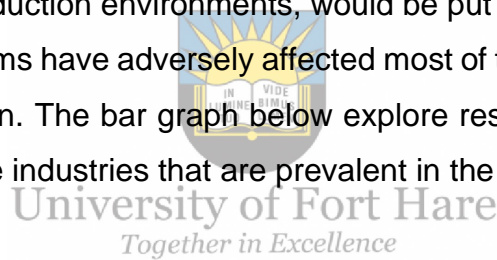 duction environments, would be put
ms have adversely affected most of t
n. The bar graph below explore res
IN VIDE
LUMINE BIMUS
e industries that are prevalent in the
University of Fort Hare
Together in Excellence